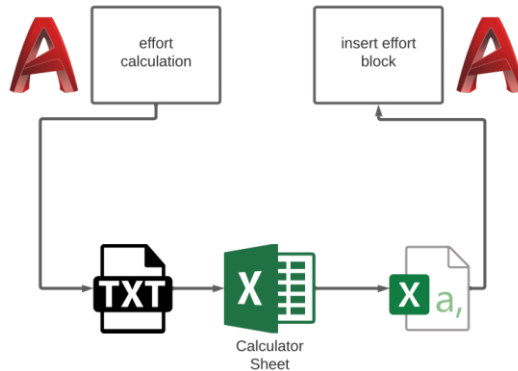 effort
calculation
insert effort
block
TXT
X
X
a,
Calculator
Sheet